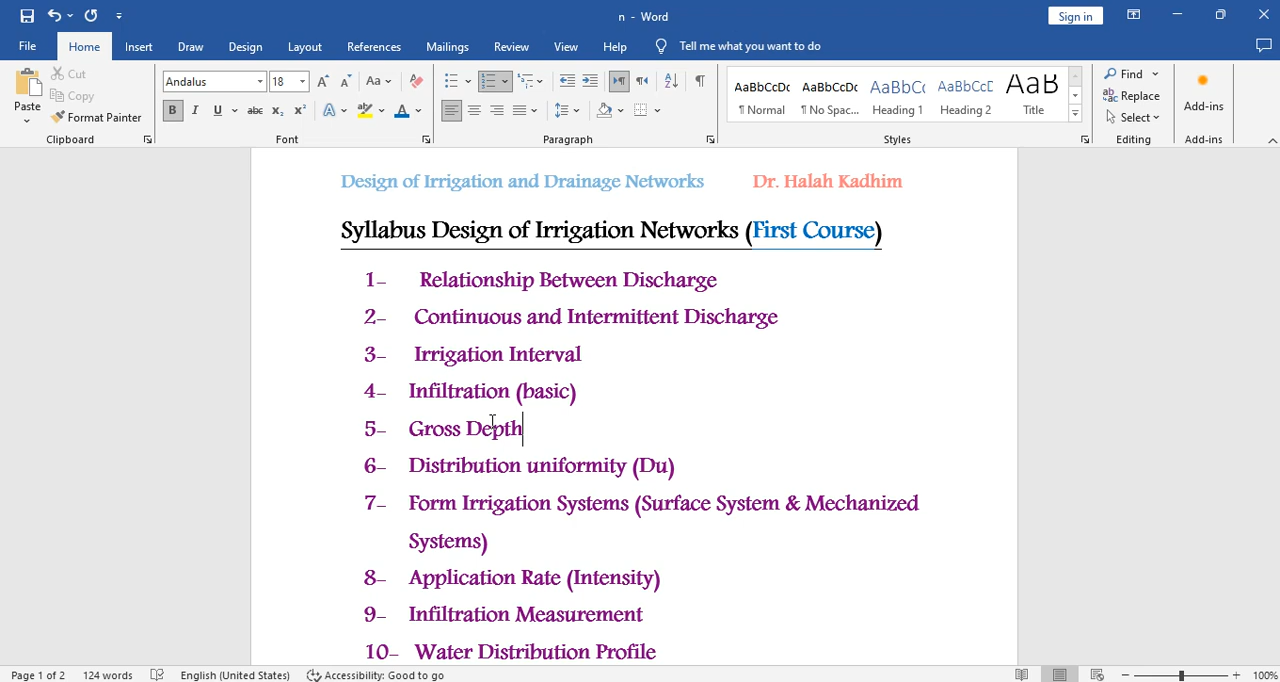 n - Word
Sign in
File Home Insert Draw Design Layout References Mailings Review View Help Tell me what you want to do
Paste
Cut
Copy
Format Painter
Clipboard
Andalus 18
Font
Paragraph
AaBbCcDc AaBbCcDc AaBbCc AaBbCcD AaB
¶ Normal ¶ No Spac... Heading 1 Heading 2 Title
Styles
Find
Replace
Select
Editing
Add-ins
Add-ins
Design of Irrigation and Drainage Networks Dr. Halah Kadhim
Syllabus Design of Irrigation Networks (First Course)
1- Relationship Between Discharge
2- Continuous and Intermittent Discharge
3- Irrigation Interval
4- Infiltration (basic)
5- Gross Depth
6- Distribution uniformity (Du)
7- Form Irrigation Systems (Surface System & Mechanized
Systems)
8- Application Rate (Intensity)
9- Infiltration Measurement
10- Water Distribution Profile
Page 1 of 2 124 words English (United States) Accessibility: Good to go 100%